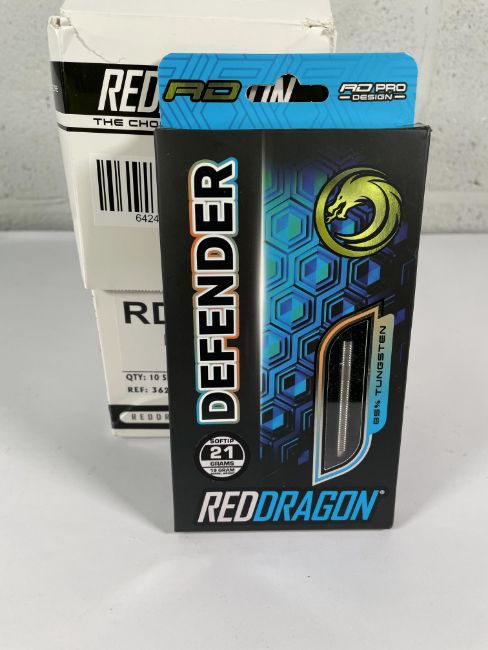 RED
THE CHO
6424
RD
QTY: 10 S
REF: 362
REDDR
RD
RD PRO
DESIGN
DEFENDER
85% TUNGSTEN
SOFTIP
21
GRAMS
REDDRAGON